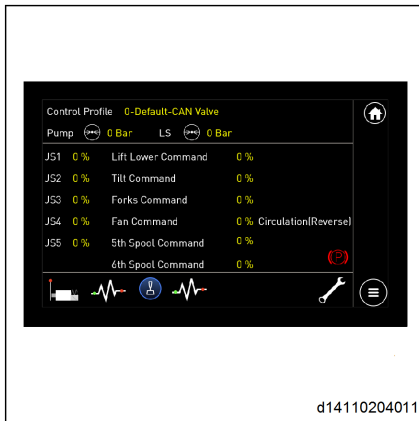 Control Profile 0-Default-CAN Valve
Pump 0 Bar LS 0 Bar
JS1 0 % Lift Lower Command 0 %
JS2 0 % Tilt Command 0 %
JS3 0 % Forks Command 0 %
JS4 0 % Fan Command 0 % Circulation(Reverse)
JS5 0 % 5th Spool Command 0 %
6th Spool Command 0 % (P)
d14110204011